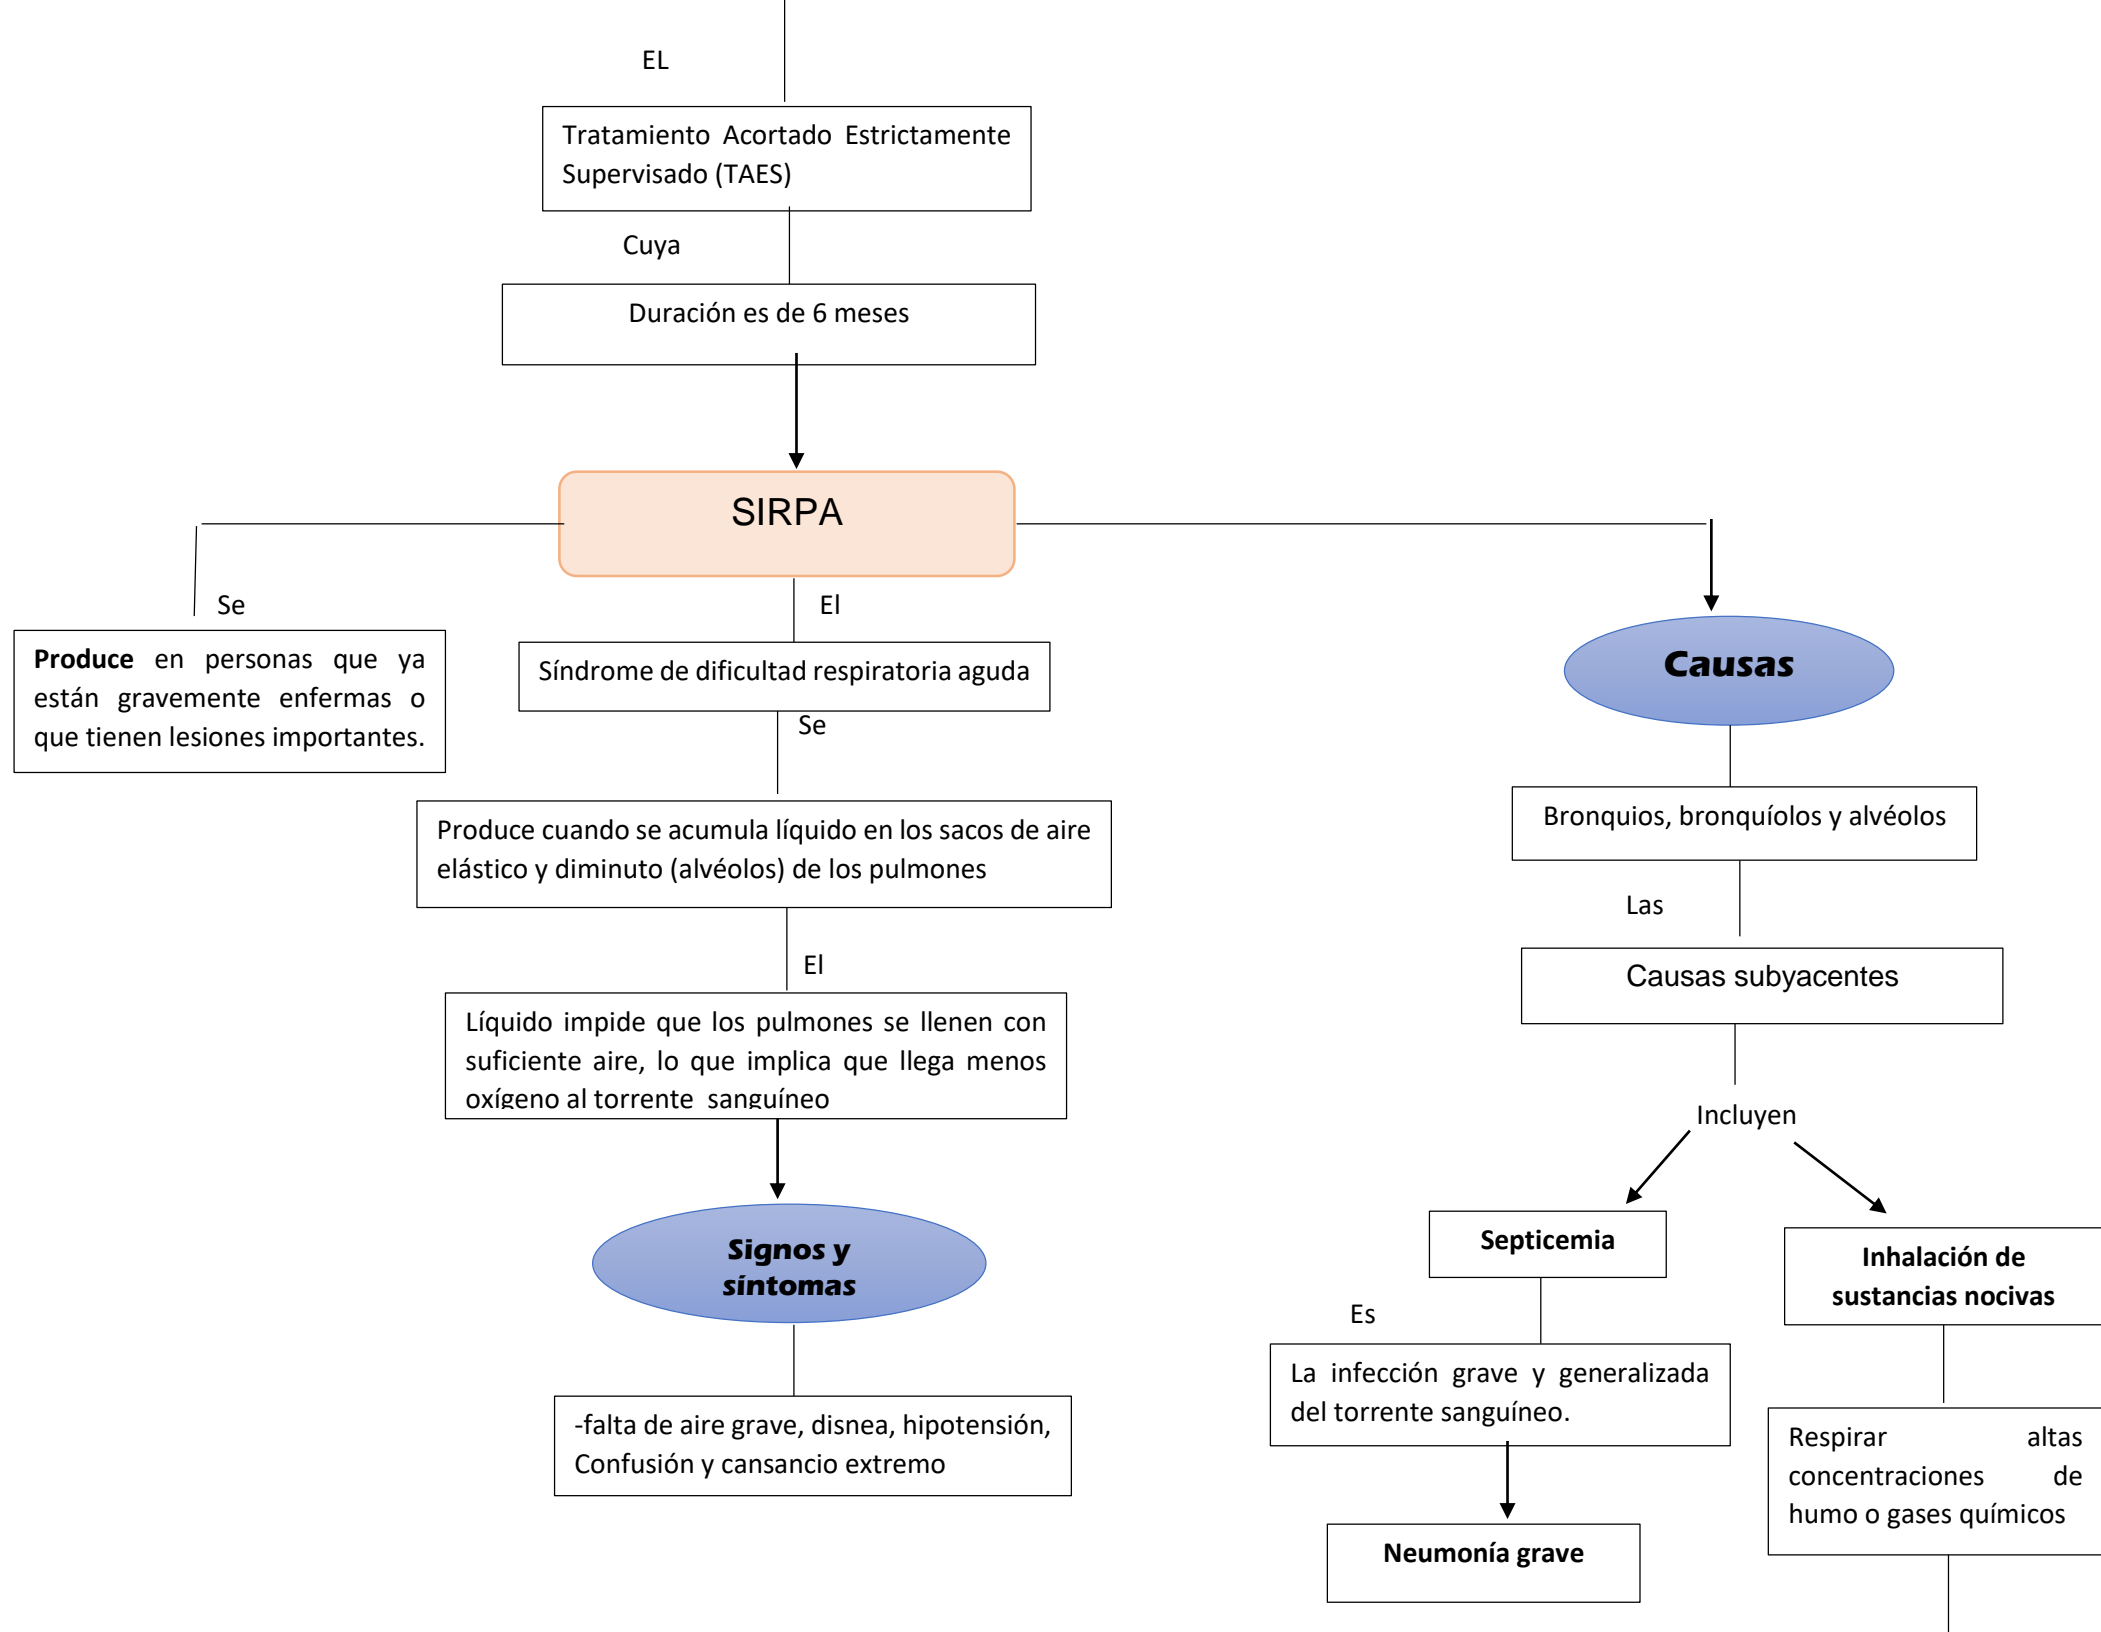 EL
Tratamiento Acortado Estrictamente
Supervisado (TAES)
Cuya
Duración es de 6 meses
SIRPA
Se
Produce en personas que ya
están gravemente enfermas o
que tienen lesiones importantes.
El
Síndrome de dificultad respiratoria aguda
Se
Produce cuando se acumula líquido en los sacos de aire
elástico y diminuto (alvéolos) de los pulmones
El
Líquido impide que los pulmones se llenen con
suficiente aire, lo que implica que llega menos
oxígeno al torrente sanguíneo
Signos y
síntomas
-falta de aire grave, disnea, hipotensión,
Confusión y cansancio extremo
Causas
Bronquios, bronquíolos y alvéolos
Las
Causas subyacentes
Incluyen
Septicemia
Es
La infección grave y generalizada
del torrente sanguíneo.
Neumonía grave
Inhalación de
sustancias nocivas
Respirar altas
concentraciones de
humo o gases químicos